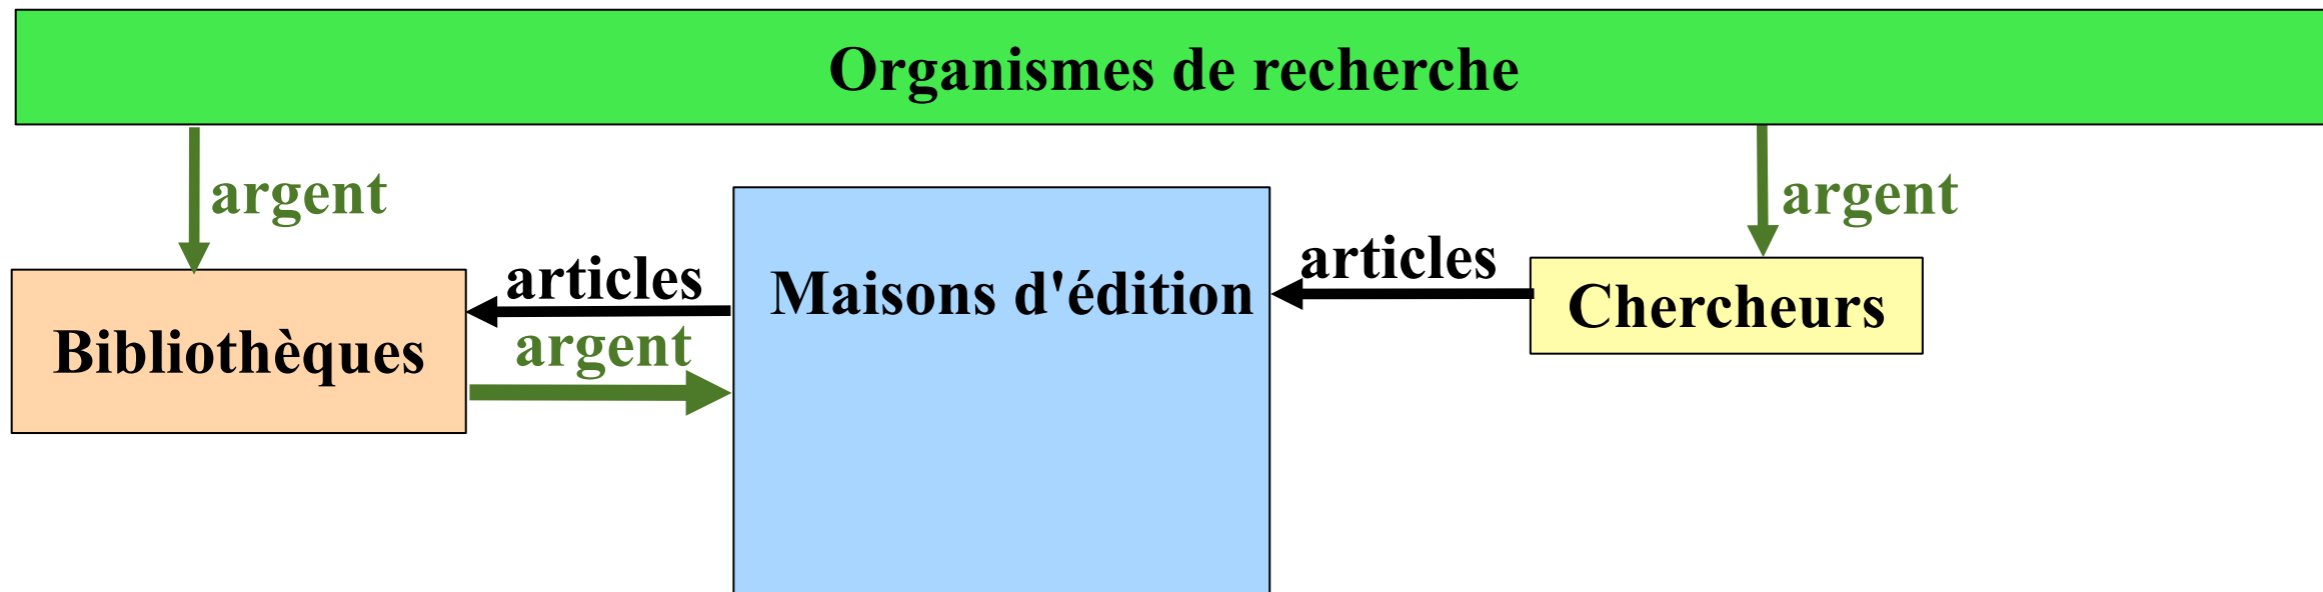 Organismes de recherche
argent
argent
articles
articles
Maisons d'édition
Chercheurs
Bibliothèques
argent